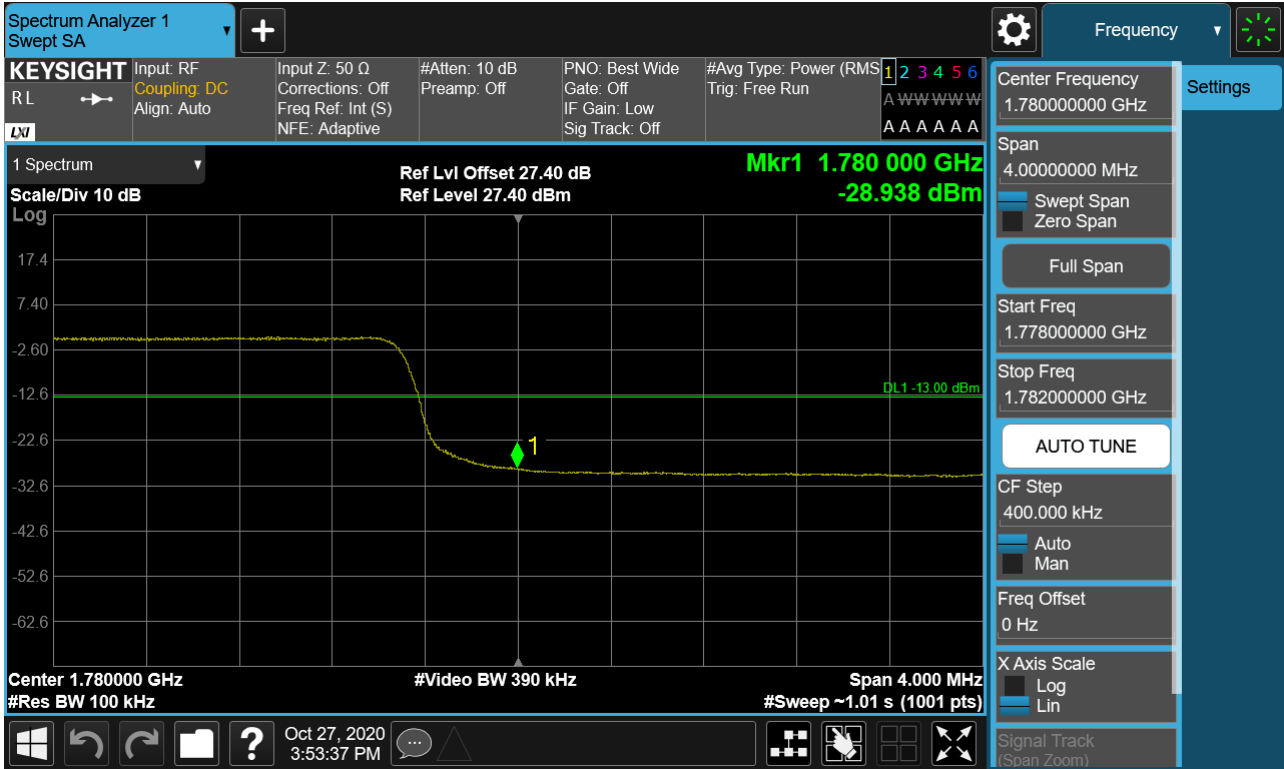 Spectrum Analyzer 1
Swept SA
Frequency
KEYSIGHT
R L
LXI
Input: RF
Coupling: DC
Align: Auto
Input Z: 50 Ω
Corrections: Off
Freq Ref: Int (S)
NFE: Adaptive
#Atten: 10 dB
Preamp: Off
PNO: Best Wide
Gate: Off
IF Gain: Low
Sig Track: Off
#Avg Type: Power (RMS
Trig: Free Run
1 2 3 4 5 6
A W W W W W
A A A A A A
1 Spectrum
Scale/Div 10 dB
Log
Ref Lvl Offset 27.40 dB
Ref Level 27.40 dBm
Mkr1 1.780 000 GHz
-28.938 dBm
17.4
7.40
-2.60
-12.6
-22.6
-32.6
-42.6
-52.6
-62.6
DL1 -13.00 dBm
1
Center 1.780000 GHz
#Res BW 100 kHz
#Video BW 390 kHz
Span 4.000 MHz
#Sweep ~1.01 s (1001 pts)
Center Frequency
1.780000000 GHz
Span
4.00000000 MHz
Swept Span
Zero Span
Full Span
Start Freq
1.778000000 GHz
Stop Freq
1.782000000 GHz
AUTO TUNE
CF Step
400.000 kHz
Auto
Man
Freq Offset
0 Hz
X Axis Scale
Log
Lin
Signal Track
(Span Zoom)
Settings
?
Oct 27, 2020
3:53:37 PM